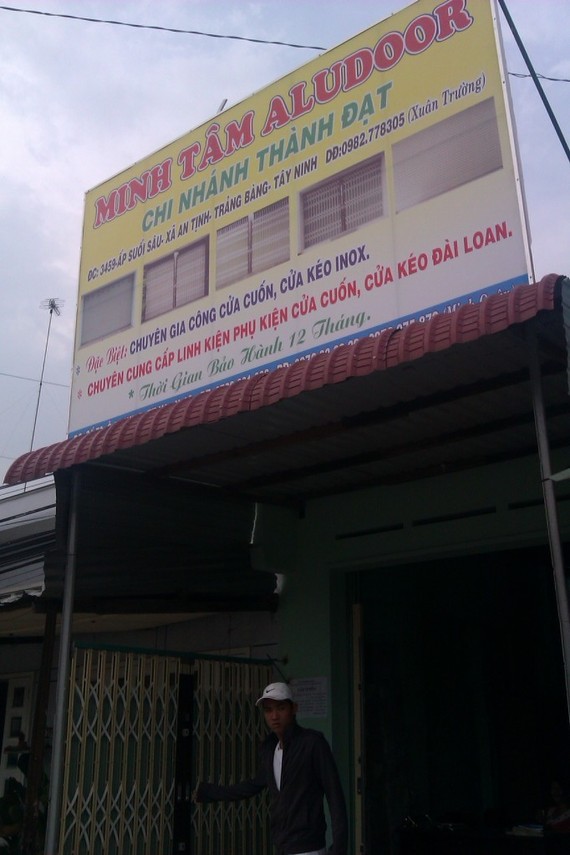 MINH TÂM ALUDOOR
CHI NHÁNH THÀNH ĐẠT
ĐC: 3459-ẤP SUỐI SÂU- XÃ AN TỊNH- TRẢNG BÀNG- TÂY NINH DĐ:0982.778305 (Xuân Trường)
* Đặc Biệt: CHUYÊN GIA CÔNG CỬA CUỐN, CỬA KÉO INOX.
* CHUYÊN CUNG CẤP LINH KIỆN PHỤ KIỆN CỬA CUỐN, CỬA KÉO ĐÀI LOAN.
* Thời Gian Bảo Hành 12 Tháng.